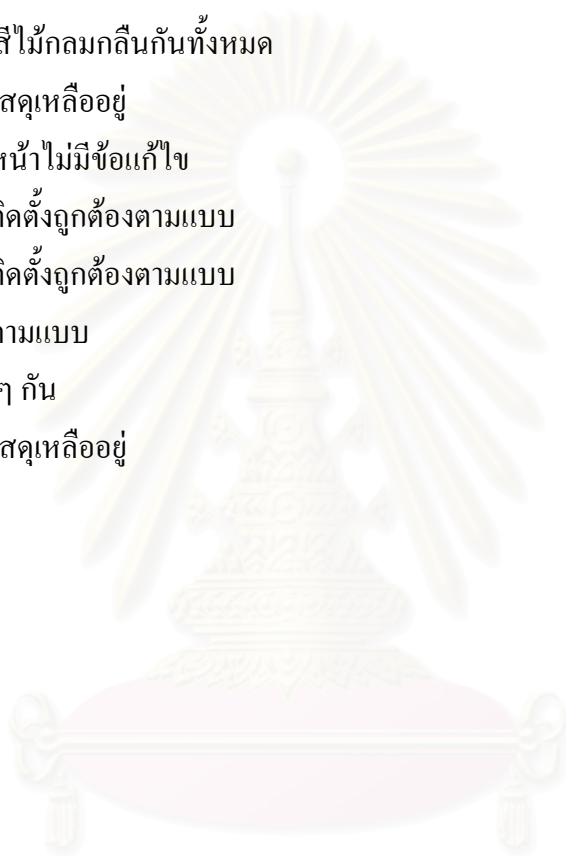 สีไม้กลมกลืนกันทั้งหมด
สดุเหลืออยู่
หน้าไม่มีข้อแก้ไข
ติดตั้งถูกต้องตามแบบ
ติดตั้งถูกต้องตามแบบ
ตามแบบ
ๆ กัน
สดุเหลืออยู่